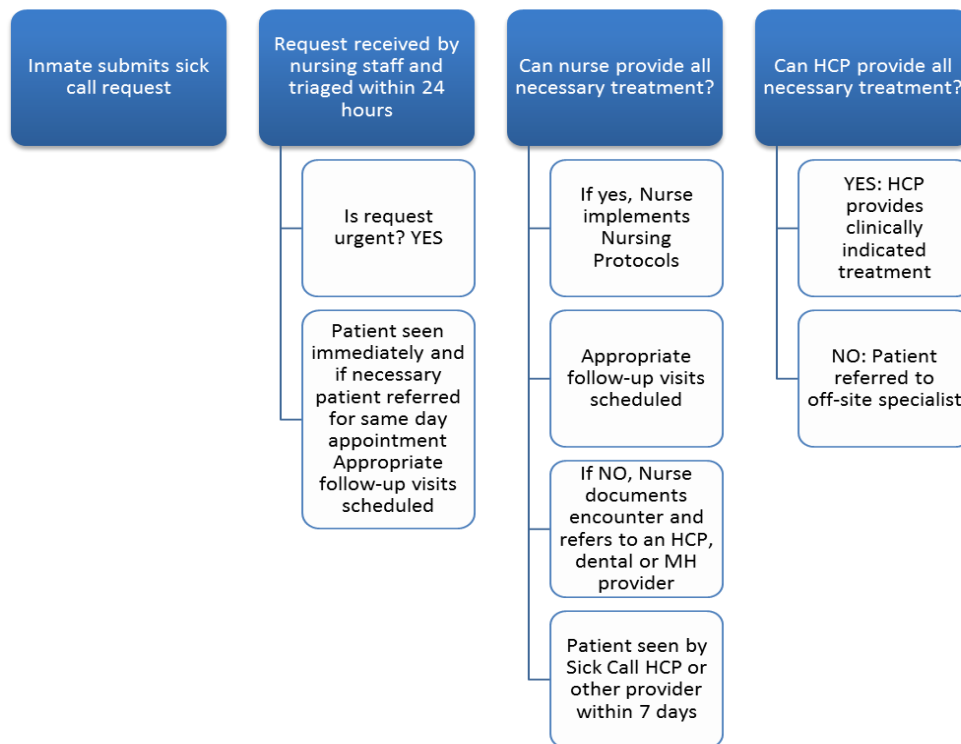 Inmate submits sick
call request
Request received by
nursing staff and
triaged within 24
hours
Is request
urgent? YES
Patient seen
immediately and
if necessary
patient referred
for same day
appointment
Appropriate
follow-up visits
scheduled
Can nurse provide all
necessary treatment?
If yes, Nurse
implements
Nursing
Protocols
Appropriate
follow-up visits
scheduled
If NO, Nurse
documents
encounter and
refers to an HCP,
dental or MH
provider
Patient seen by
Sick Call HCP or
other provider
within 7 days
Can HCP provide all
necessary treatment?
YES: HCP
provides
clinically
indicated
treatment
NO: Patient
referred to
off-site specialist